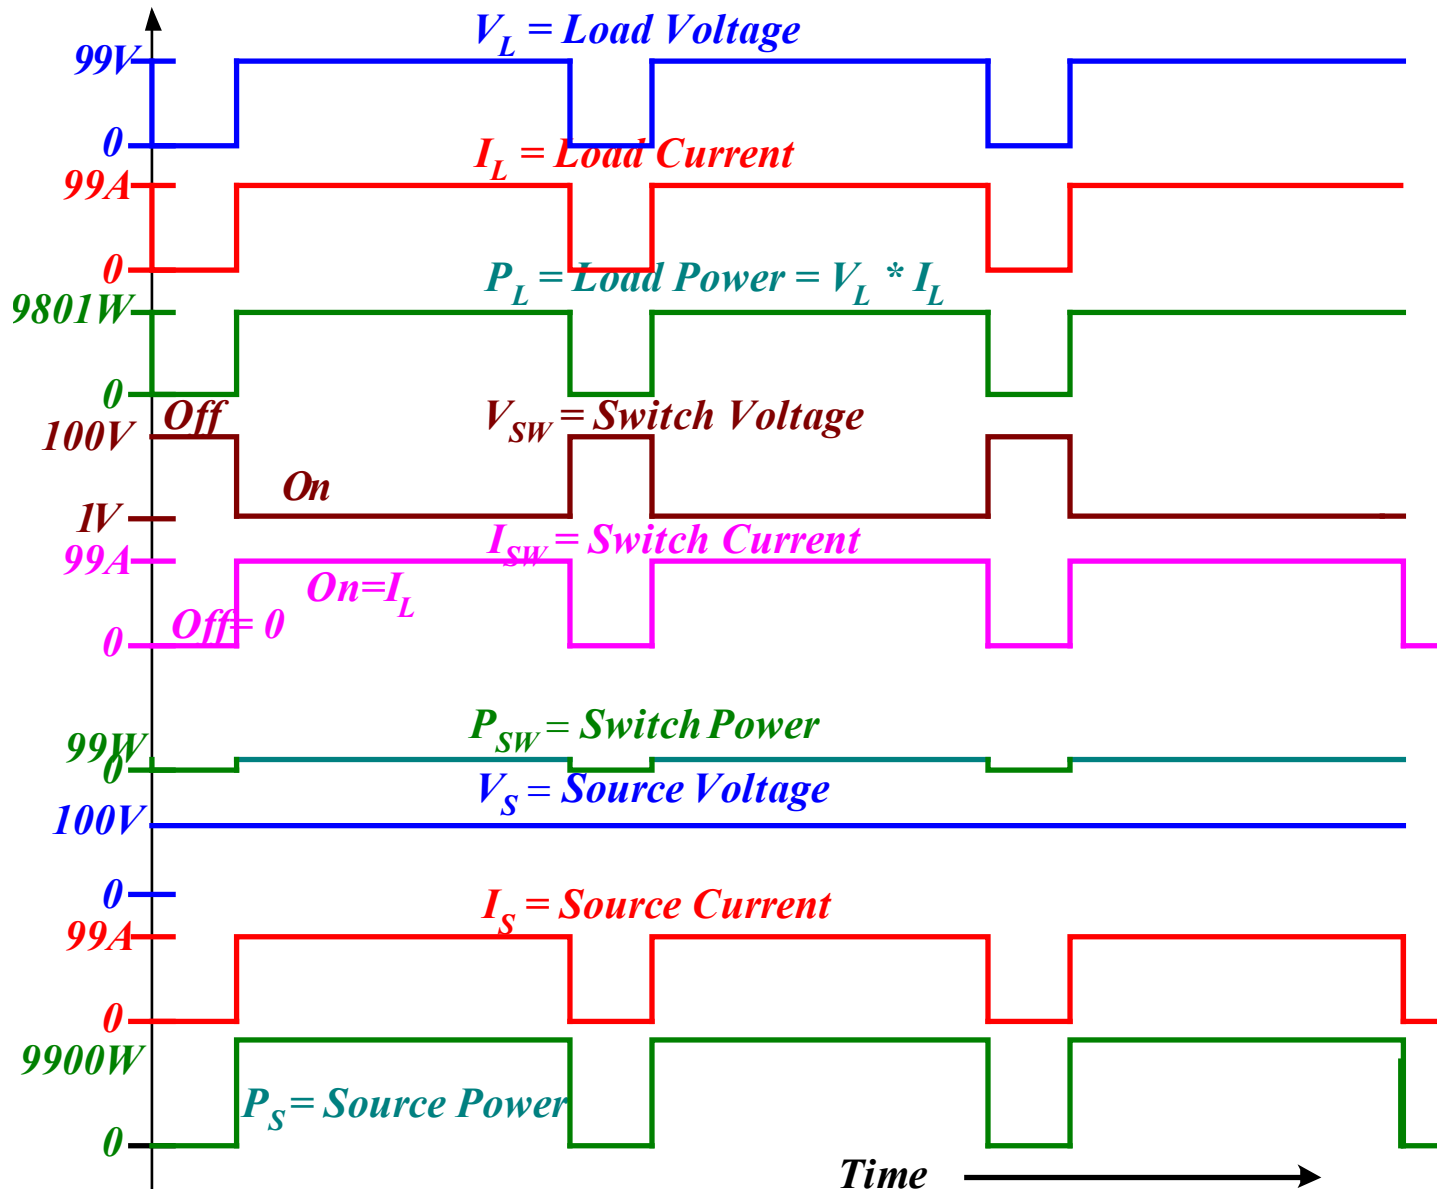 V_L = Load Voltage
99V
0
I_L = Load Current
99A
0
P_L = Load Power = V_L * I_L
9801W
0
Off
V_SW = Switch Voltage
100V
On
1V
I_SW = Switch Current
99A
On=I_L
Off= 0
0
P_SW = Switch Power
99W
0
V_S = Source Voltage
100V
0
I_S = Source Current
99A
0
9900W
P_S = Source Power
0
Time